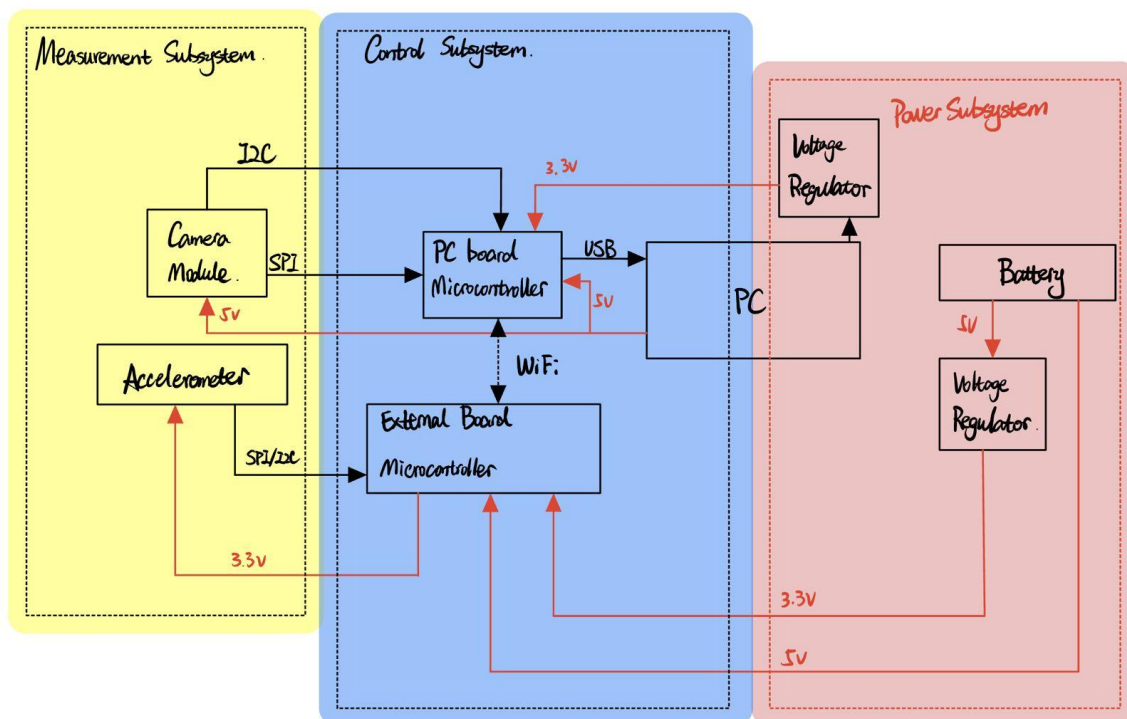 Measurement Subsystem.
Control Subsystem.
Power Subsystem
Voltage
Regulator
I2C
3.3V
Camera
Module.
SPI
PC board
Microcontroller
USB
PC
Battery
5V
5V
5V
WiFi
Accelerometer
Voltage
Regulator.
External Board
Microcontroller
SPI/I2C
3.3V
3.3V
5V